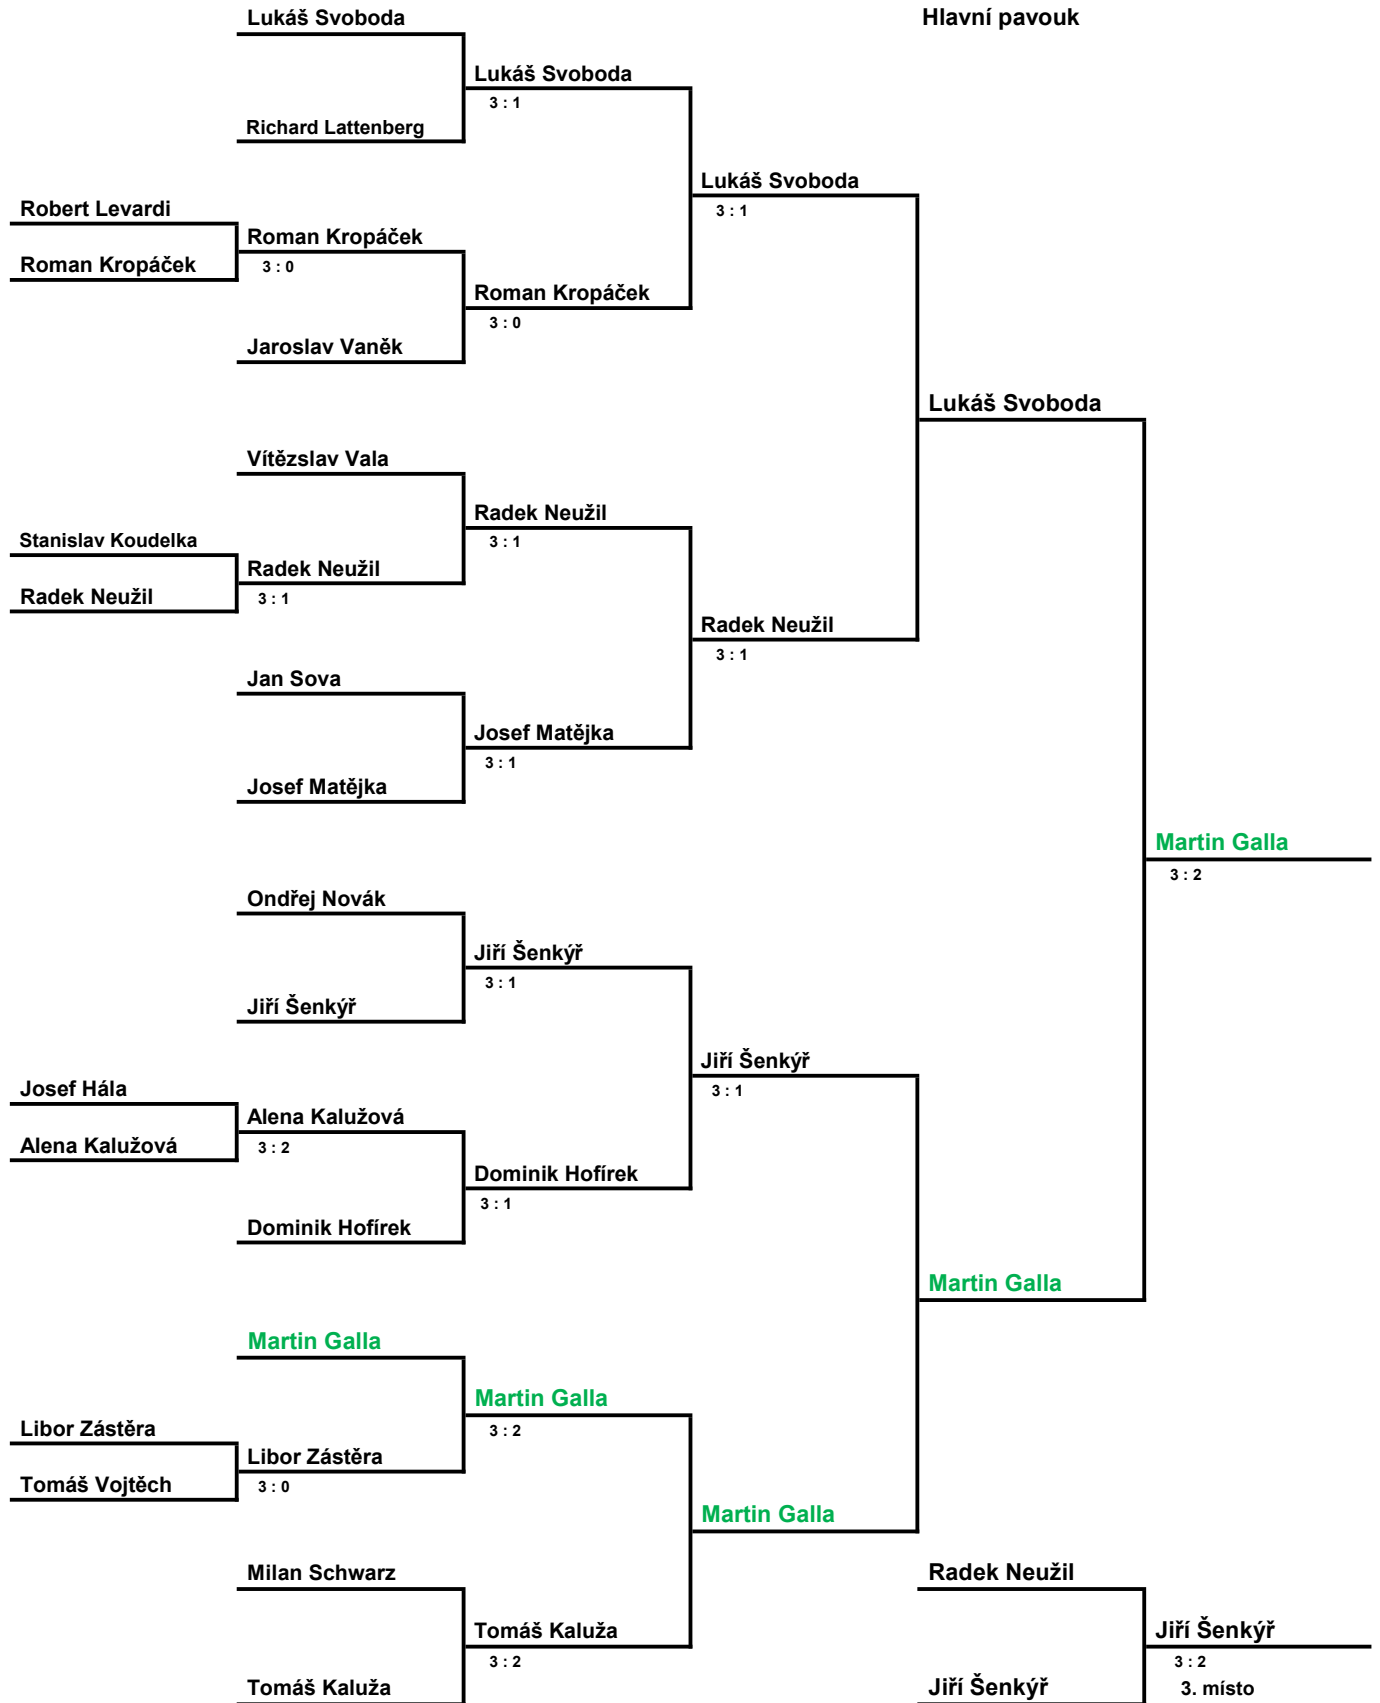 Lukáš Svoboda
Hlavní pavouk
Lukáš Svoboda
3 : 1
Richard Lattenberg
Lukáš Svoboda
3 : 1
Robert Levardi
Roman Kropáček
Roman Kropáček
3 : 0
Roman Kropáček
3 : 0
Jaroslav Vaněk
Lukáš Svoboda
Vítězslav Vala
Radek Neužil
3 : 1
Stanislav Koudelka
Radek Neužil
Radek Neužil
3 : 1
Radek Neužil
3 : 1
Jan Sova
Josef Matějka
3 : 1
Josef Matějka
Martin Galla
3 : 2
Ondřej Novák
Jiří Šenkýř
3 : 1
Jiří Šenkýř
Jiří Šenkýř
3 : 1
Josef Hála
Alena Kalužová
Alena Kalužová
3 : 2
Dominik Hofírek
3 : 1
Dominik Hofírek
Martin Galla
Martin Galla
Martin Galla
3 : 2
Libor Zástěra
Libor Zástěra
Tomáš Vojtěch
3 : 0
Martin Galla
Milan Schwarz
Radek Neužil
Tomáš Kaluža
3 : 2
Jiří Šenkýř
3 : 2
Tomáš Kaluža
Jiří Šenkýř
3. místo